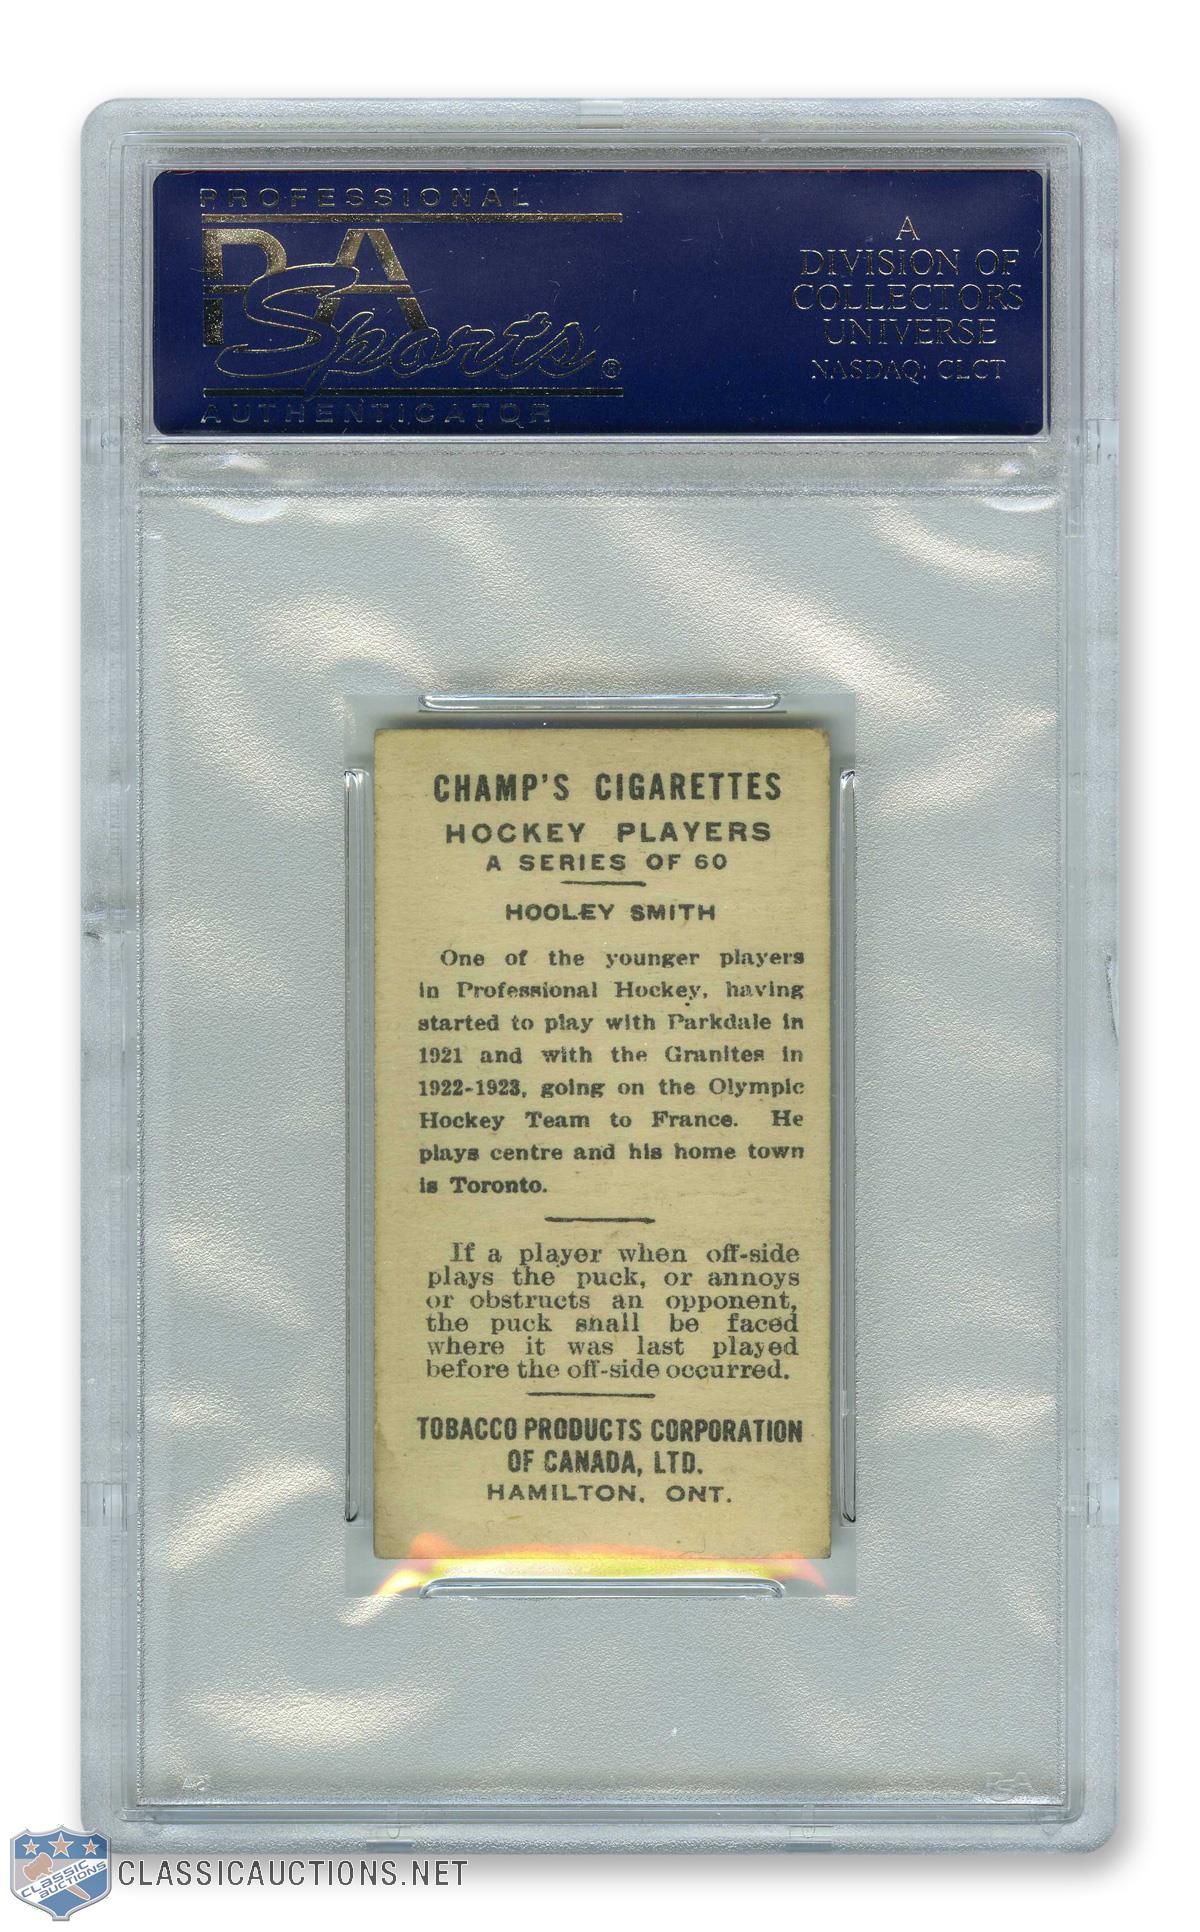 PROFESSIONAL
PSA
Sports®
AUTHENTICATOR
A
DIVISION OF
COLLECTORS
UNIVERSE
NASDAQ: CLCT
CHAMP'S CIGARETTES
HOCKEY PLAYERS
A SERIES OF 60
HOOLEY SMITH
One of the younger players
in Professional Hockey, having
started to play with Parkdale in
1921 and with the Granites in
1922-1923, going on the Olympic
Hockey Team to France. He
plays centre and his home town
is Toronto.
If a player when off-side
plays the puck, or annoys
or obstructs an opponent,
the puck shall be faced
where it was last played
before the off-side occurred.
TOBACCO PRODUCTS CORPORATION
OF CANADA, LTD.
HAMILTON, ONT.
PSA
CLASSIC
AUCTIONS
CLASSICAUCTIONS.NET